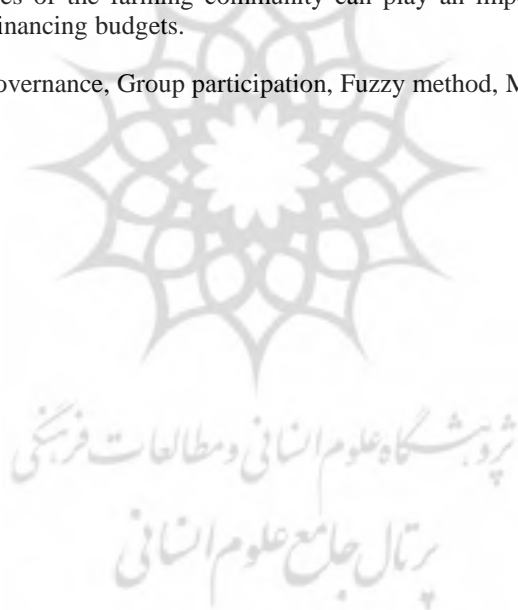 es of the farming community can play an imp
inancing budgets.
overnance, Group participation, Fuzzy method, M
پژوهشگاه علوم انسانی و مطالعات فرهنگی
پرتال جامع علوم انسانی